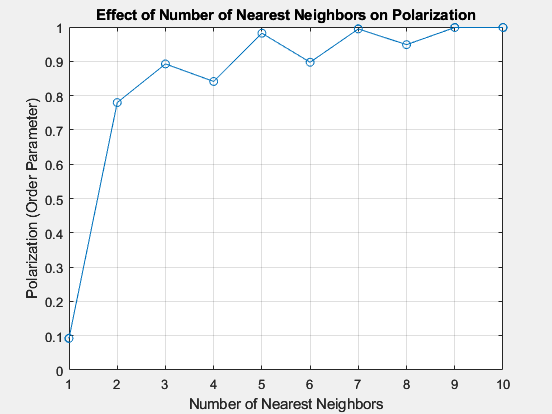 Effect of Number of Nearest Neighbors on Polarization
1
0.9
0.8
0.7
0.6
0.5
0.4
0.3
0.2
0.1
0
Polarization (Order Parameter)
1 2 3 4 5 6 7 8 9 10
Number of Nearest Neighbors